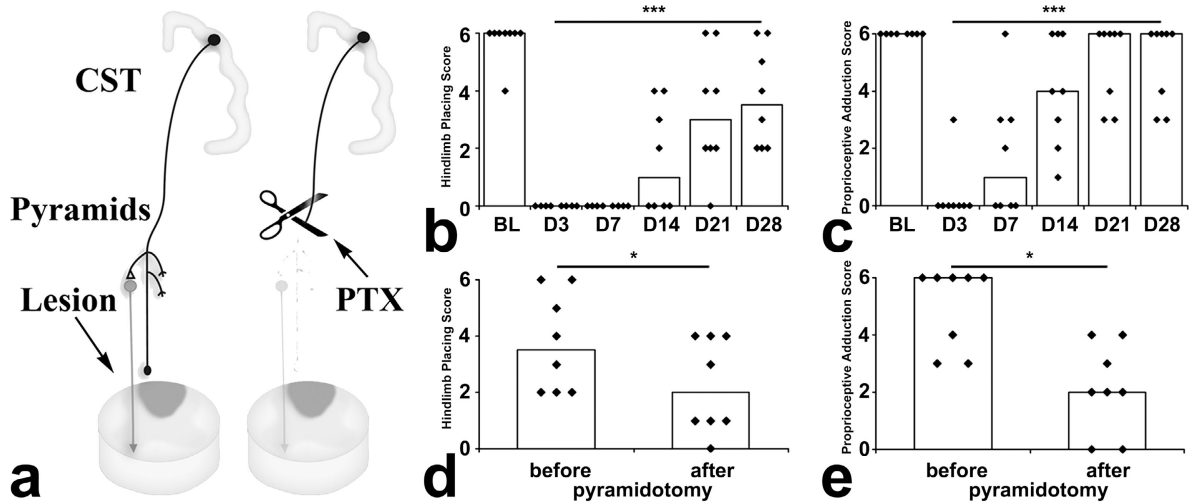 CST
Pyramids
Lesion
PTX
a
***
Hindlimb Placing Score
6
4
2
0
BL D3 D7 D14 D21 D28
b
***
Proprioceptive Adduction Score
6
4
2
0
BL D3 D7 D14 D21 D28
c
*
Hindlimb Placing Score
6
4
2
0
before after
pyramidotomy
d
*
Proprioceptive Adduction Score
6
4
2
0
before after
pyramidotomy
e